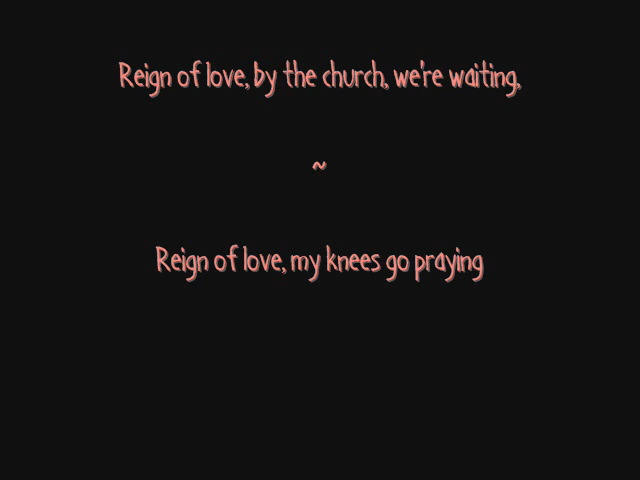 Reign of love, by the church, we're waiting,
~
Reign of love, my knees go praying